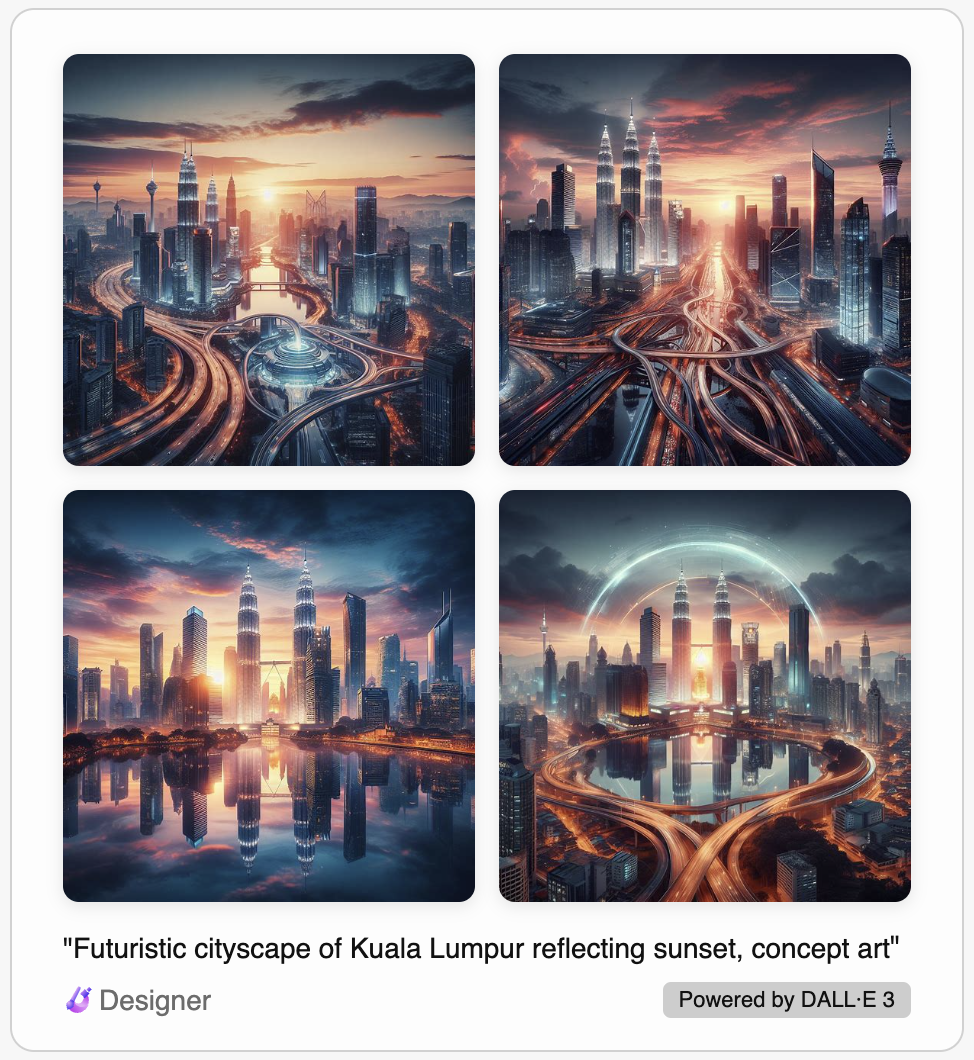 "Futuristic cityscape of Kuala Lumpur reflecting sunset, concept art"
Designer
Powered by DALL·E 3